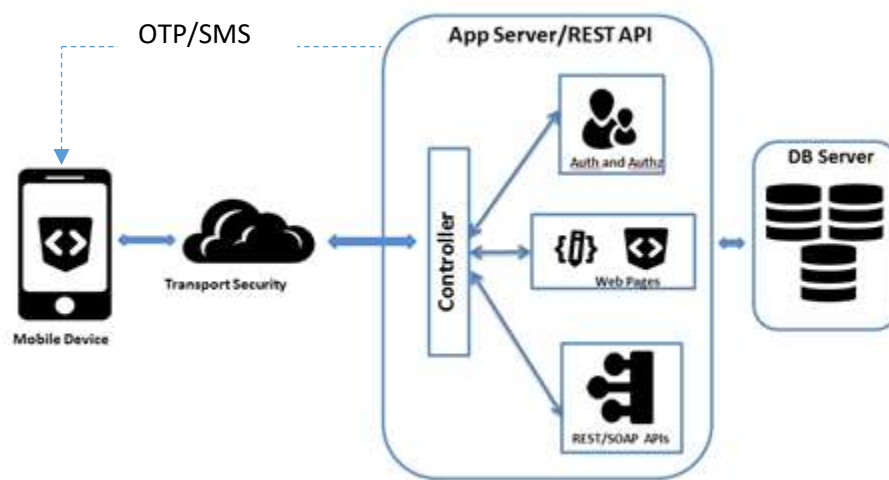 OTP/SMS
App Server/REST API
Auth and Authz
DB Server
Controller
Web Pages
Transport Security
Mobile Device
REST/SOAP APIs